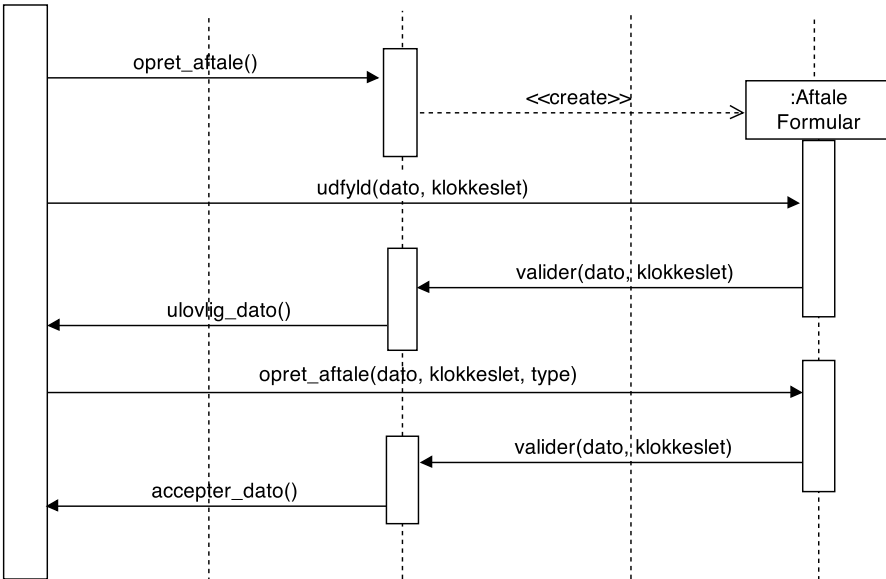 opret_aftale()
<<create>>
:Aftale
Formular
udfyld(dato, klokkeslet)
valider(dato, klokkeslet)
ulovlig_dato()
opret_aftale(dato, klokkeslet, type)
valider(dato, klokkeslet)
accepter_dato()